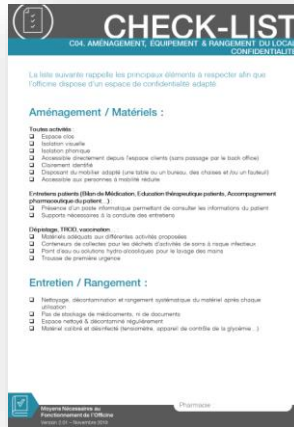 CHECK-LIST
C04. AMÉNAGEMENT, EQUIPEMENT & RANGEMENT DU LOCAL
CONFIDENTIALITE
La liste suivante rappelle les principaux éléments à respecter afin que
l'officine dispose d'un espace de confidentialité adapté
Aménagement / Matériels :
Toutes activités :
Espace clos
Isolation visuelle
Isolation phonique
Accessible directement depuis l'espace clients (sans passage par le back office)
Clairement identifié
Disposant du mobilier adapté (une table ou un bureau, des chaises et /ou un fauteuil)
Accessible aux personnes à mobilité réduite
Entretiens patients (Bilan de Médication, Education thérapeutique patients, Accompagnement
pharmaceutique du patient ...) :
Présence d'un poste informatique permettant de consulter les informations du patient
Supports nécessaires à la conduite des entretiens
Dépistage, TROD, vaccination... :
Matériels adéquats aux différentes activités proposées
Conteneurs de collectes pour les déchets d'activités de soins à risque infectieux
Point d'eau ou solutions hydro-alcooliques pour le lavage des mains
Trousse de première urgence
Entretien / Rangement :
Nettoyage, décontamination et rangement systématique du matériel après chaque
utilisation
Pas de stockage de médicaments, ni de documents
Espace nettoyé & décontaminé régulièrement
Matériel calibré et désinfecté (tensiomètre, appareil de contrôle de la glycémie ...)
Pharmacie
Moyens Nécessaires au
Fonctionnement de l'Officine
Version 2.01 – Novembre 2014